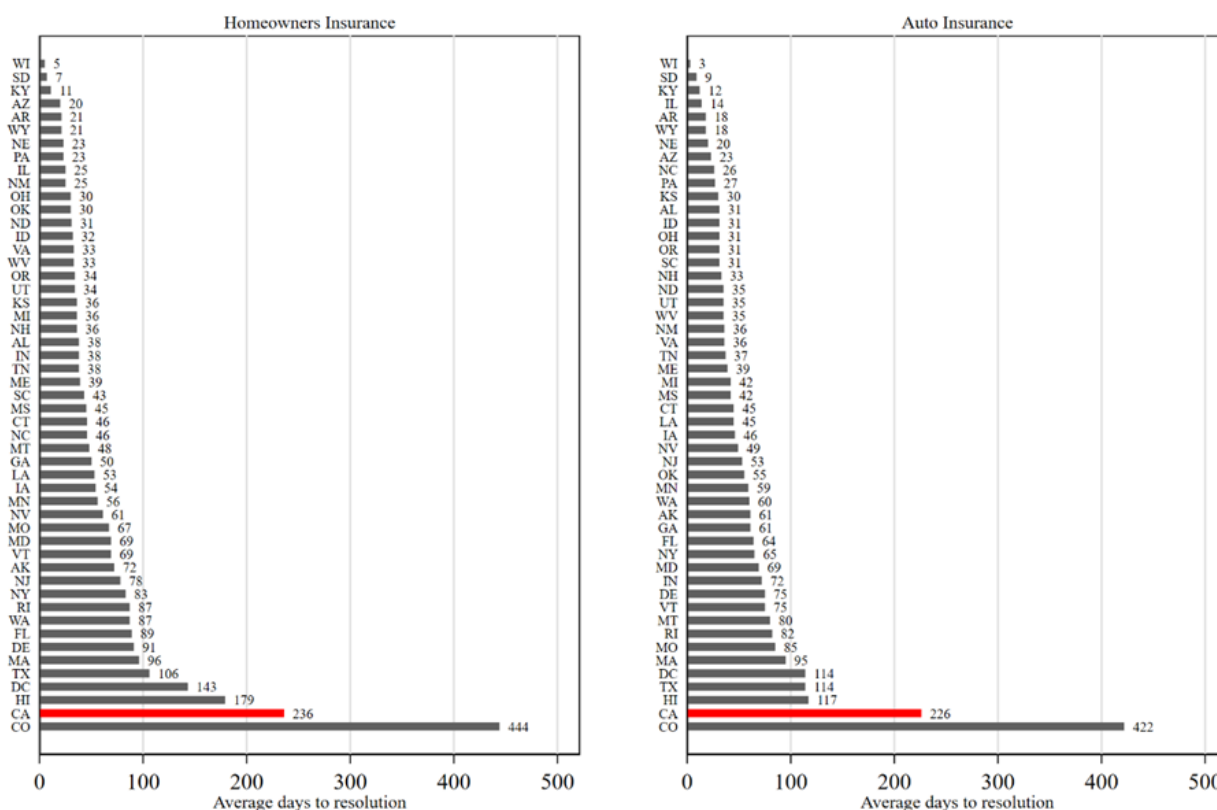 Homeowners Insurance
WI 5
SD 7
KY 11
AZ 20
AR 21
WY 21
NE 23
PA 23
IL 25
NM 25
OH 30
OK 30
ND 31
ID 32
VA 33
WV 33
OR 34
UT 34
KS 36
MI 36
NH 36
AL 38
IN 38
TN 38
ME 39
SC 43
MS 45
CT 46
NC 46
MT 48
GA 50
LA 53
IA 54
MN 56
NV 61
MO 67
MD 69
VT 69
AK 72
NJ 78
NY 83
RI 87
WA 87
FL 89
DE 91
MA 96
TX 106
DC 143
HI 179
CA 236
CO 444
0 100 200 300 400 500
Average days to resolution
Auto Insurance
WI 3
SD 9
KY 12
IL 14
AR 18
WY 18
NE 20
AZ 23
NC 26
PA 27
KS 30
AL 31
ID 31
OH 31
OR 31
SC 31
NH 33
ND 35
UT 35
WV 35
NM 36
VA 36
TN 37
ME 39
MI 42
MS 42
CT 45
LA 45
IA 46
NV 49
NJ 53
OK 55
MN 59
WA 60
AK 61
GA 61
FL 64
NY 65
MD 69
IN 72
DE 75
VT 75
MT 80
RI 82
MO 85
MA 95
DC 114
TX 114
HI 117
CA 226
CO 422
0 100 200 300 400 500
Average days to resolution